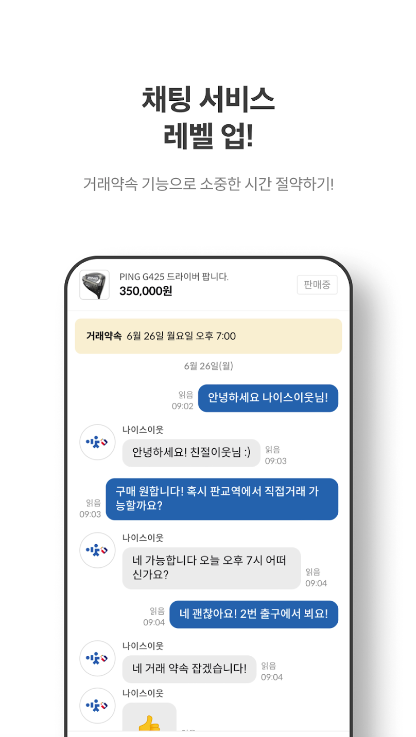 채팅 서비스
레벨 업!
거래약속 기능으로 소중한 시간 절약하기!
PING G425 드라이버 팝니다.
350,000원
판매중
거래약속 6월 26일 월요일 오후 7:00
6월 26일(월)
읽음
09:02
안녕하세요 나이스이웃님!
나이스이웃
안녕하세요! 친절이웃님 :)
읽음
09:03
구매 원합니다! 혹시 판교역에서 직접거래 가
능할까요?
읽음
09:03
나이스이웃
네 가능합니다 오늘 오후 7시 어떠
신가요?
읽음
09:04
읽음
09:04
네 괜찮아요! 2번 출구에서 뵈요!
나이스이웃
네 거래 약속 잡겠습니다!
읽음
09:04
나이스이웃